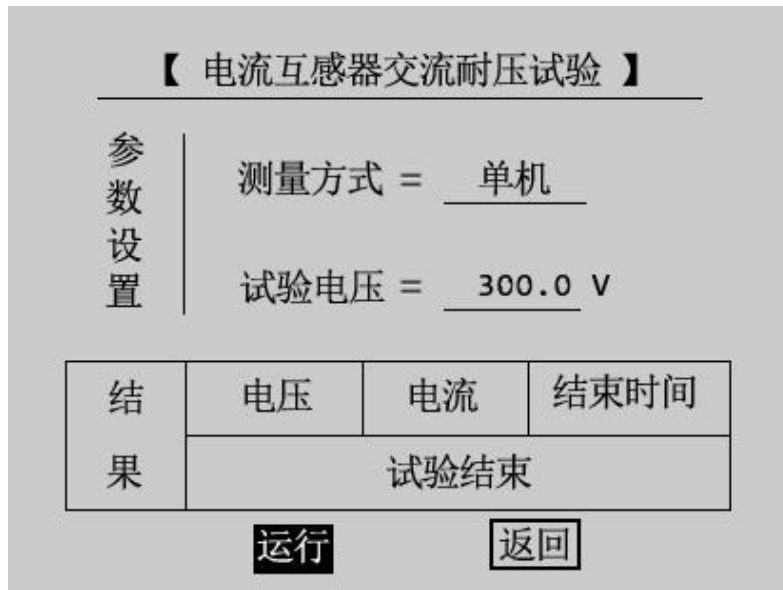 【 电流互感器交流耐压试验 】
参数设置
测量方式 = 单机
试验电压 = 300.0 V
结果
电压 电流 结束时间
试验结束
运行 返回